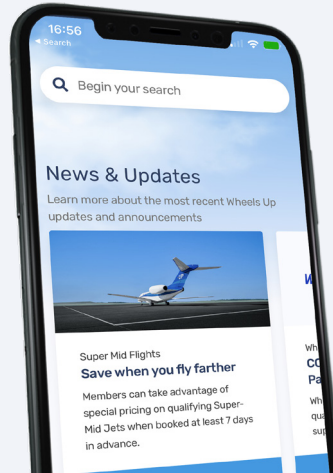 16:56
Search
Begin your search
News & Updates
Learn more about the most recent Wheels Up
updates and announcements
Super Mid Flights
Save when you fly farther
Members can take advantage of
special pricing on qualifying Super-
Mid Jets when booked at least 7 days
in advance.